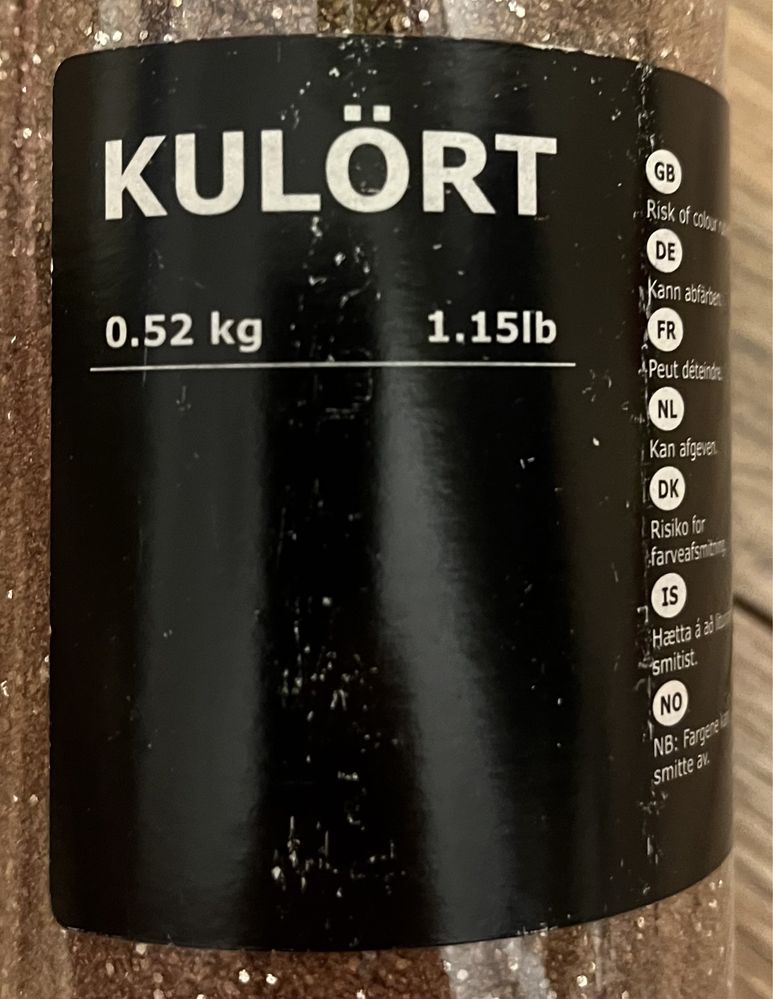 KULÖRT
0.52 kg 1.15lb
GB
Risk of colour
DE
Kann abfärben.
FR
Peut déteindre.
NL
Kan afgeven.
DK
Risiko for
farveafsmitning.
IS
Hætta á að
smitist.
NO
NB: Fargene kan
smitte av.